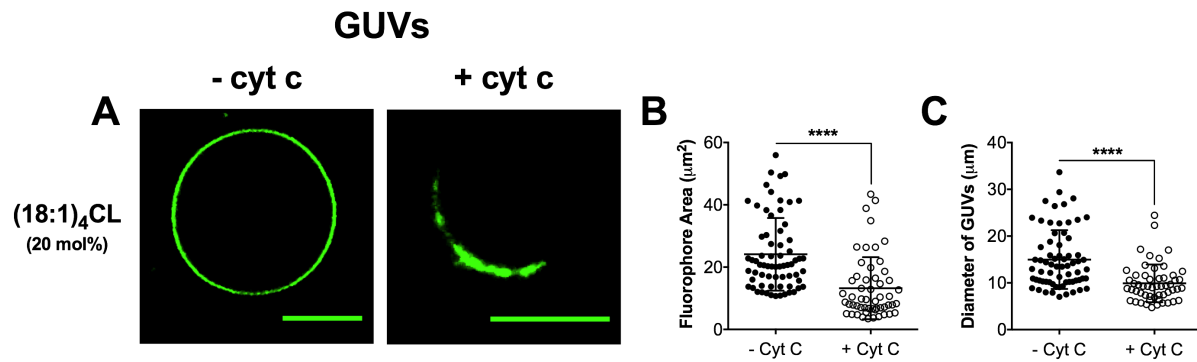 GUVs
- cyt c
+ cyt c
A
(18:1)₄CL
(20 mol%)
B
Fluorophore Area (μm²)
60
40
20
0
****
- Cyt C
+ Cyt C
C
Diameter of GUVs (μm)
40
30
20
10
0
****
- Cyt C
+ Cyt C